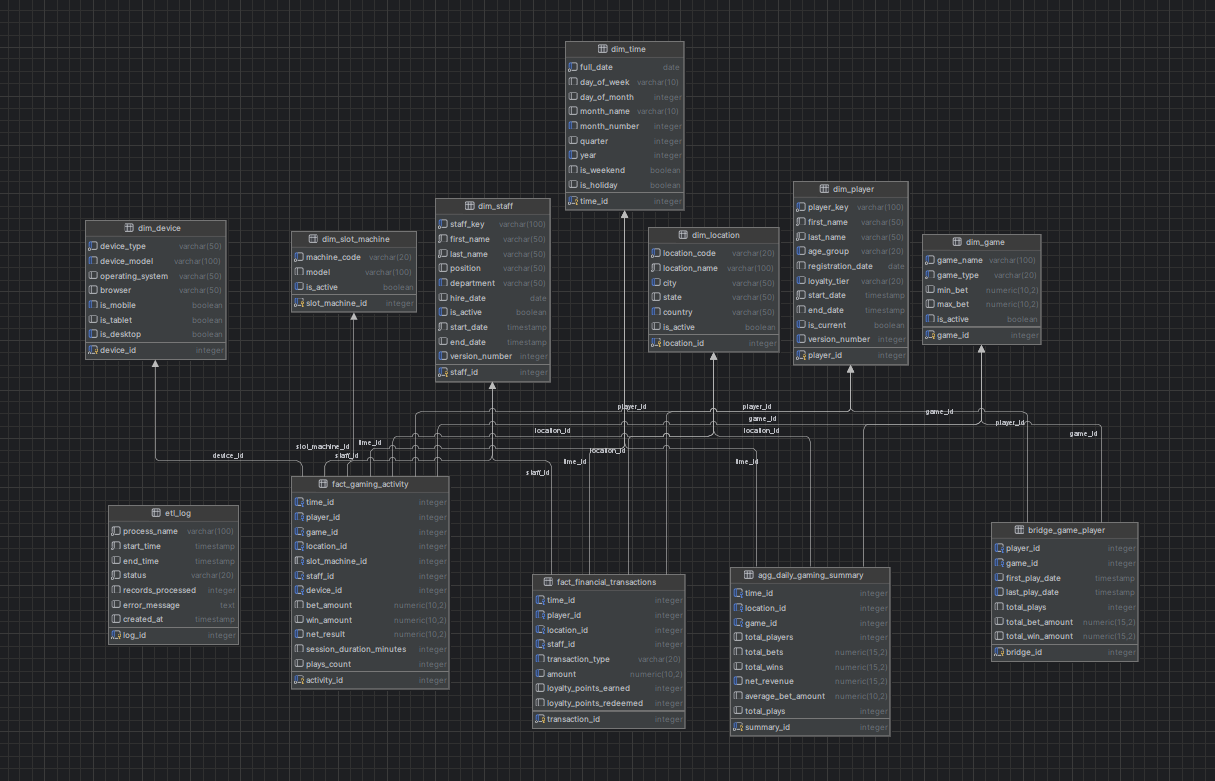 dim_time
full_date date
day_of_week varchar(10)
day_of_month integer
month_name varchar(10)
month_number integer
quarter integer
year integer
is_weekend boolean
is_holiday boolean
time_id integer
dim_player
player_key varchar(100)
first_name varchar(50)
last_name varchar(50)
age_group varchar(20)
registration_date date
loyalty_tier varchar(20)
start_date timestamp
end_date timestamp
is_current boolean
version_number integer
player_id integer
dim_staff
staff_key varchar(100)
first_name varchar(50)
last_name varchar(50)
position varchar(50)
department varchar(50)
hire_date date
is_active boolean
start_date timestamp
end_date timestamp
version_number integer
staff_id integer
dim_device
device_type varchar(50)
device_model varchar(100)
operating_system varchar(50)
browser varchar(50)
is_mobile boolean
is_tablet boolean
is_desktop boolean
device_id integer
dim_slot_machine
machine_code varchar(20)
model varchar(100)
is_active boolean
slot_machine_id integer
dim_location
location_code varchar(20)
location_name varchar(100)
city varchar(50)
state varchar(50)
country varchar(50)
is_active boolean
location_id integer
dim_game
game_name varchar(100)
game_type varchar(20)
min_bet numeric(10,2)
max_bet numeric(10,2)
is_active boolean
game_id integer
player_id
player_id
game_id
game_id
player_id
location_id
location_id
game_id
time_id
slot_machine_id
location_id
device_id
staff_id
time_id
time_id
staff_id
fact_gaming_activity
time_id integer
player_id integer
game_id integer
location_id integer
slot_machine_id integer
staff_id integer
device_id integer
bet_amount numeric(10,2)
win_amount numeric(10,2)
net_result numeric(10,2)
session_duration_minutes integer
plays_count integer
activity_id integer
etl_log
process_name varchar(100)
start_time timestamp
end_time timestamp
status varchar(20)
records_processed integer
error_message text
created_at timestamp
log_id integer
bridge_game_player
player_id integer
game_id integer
first_play_date timestamp
last_play_date timestamp
total_plays integer
total_bet_amount numeric(15,2)
total_win_amount numeric(15,2)
bridge_id integer
fact_financial_transactions
time_id integer
player_id integer
location_id integer
staff_id integer
transaction_type varchar(20)
amount numeric(10,2)
loyalty_points_earned integer
loyalty_points_redeemed integer
transaction_id integer
agg_daily_gaming_summary
time_id integer
location_id integer
game_id integer
total_players integer
total_bets numeric(15,2)
total_wins numeric(15,2)
net_revenue numeric(15,2)
average_bet_amount numeric(10,2)
total_plays integer
summary_id integer